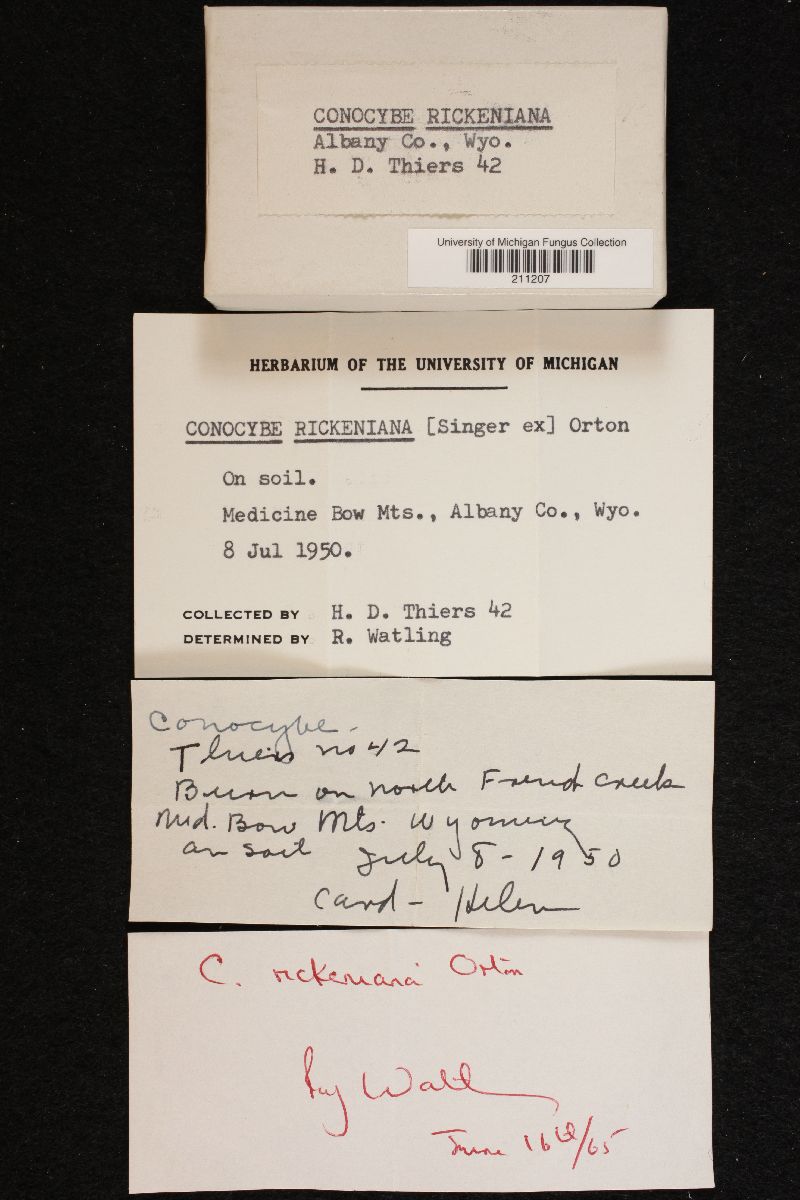 CONOCYBE RICKENIANA
Albany Co., Wyo.
H. D. Thiers 42
University of Michigan Fungus Collection
211207
HERBARIUM OF THE UNIVERSITY OF MICHIGAN
CONOCYBE RICKENIANA [Singer ex] Orton
On soil.
Medicine Bow Mts., Albany Co., Wyo.
8 Jul 1950.
COLLECTED BY H. D. Thiers 42
DETERMINED BY R. Watling
Conocybe.
Thiers no 42
Burn on north French Creek
Med. Bow Mts. Wyoming
on soil July 8-1950
Card - Helen
C. rickeniana Orton
Roy Watling
June 16th/65